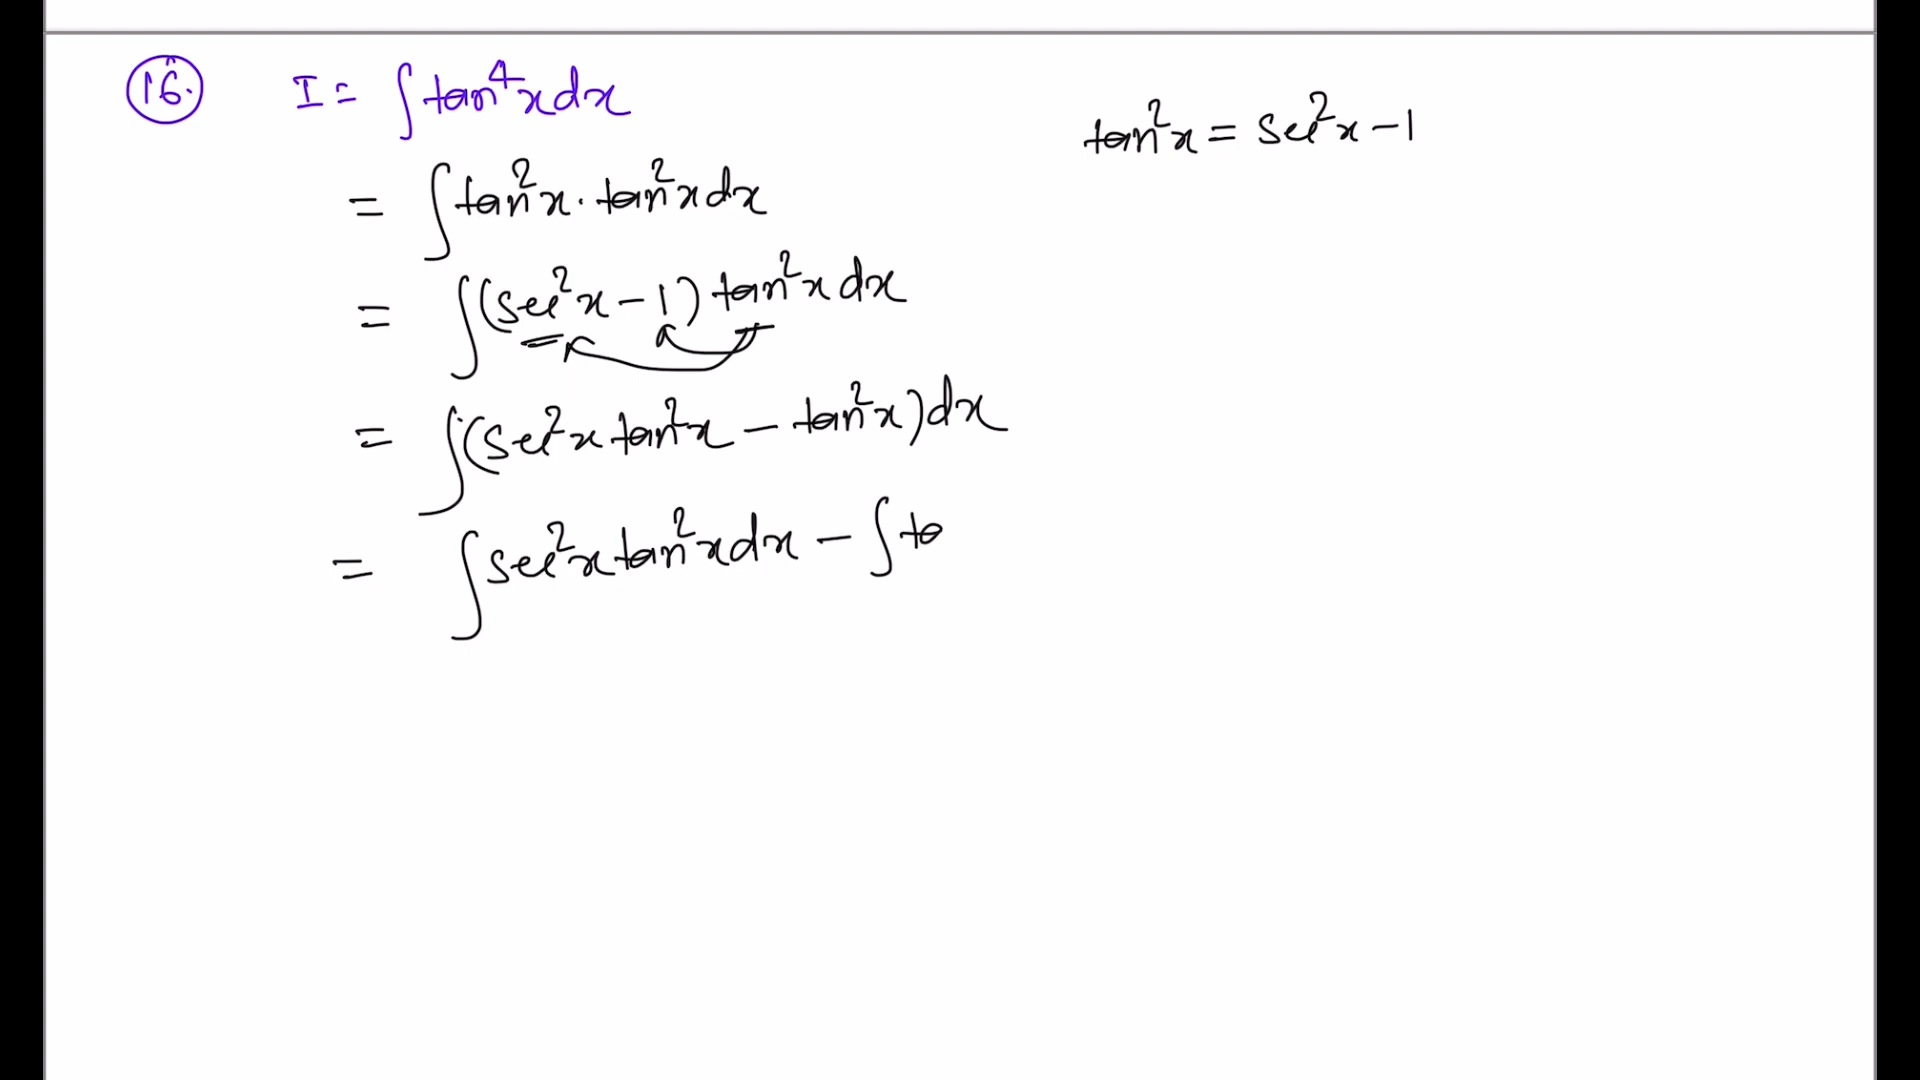 16. I = ∫ tan⁴x dx
tan²x = sec²x − 1
= ∫ tan²x · tan²x dx
= ∫ (sec²x − 1) tan²x dx
= ∫ (sec²x tan²x − tan²x) dx
= ∫ sec²x tan²x dx − ∫ ta